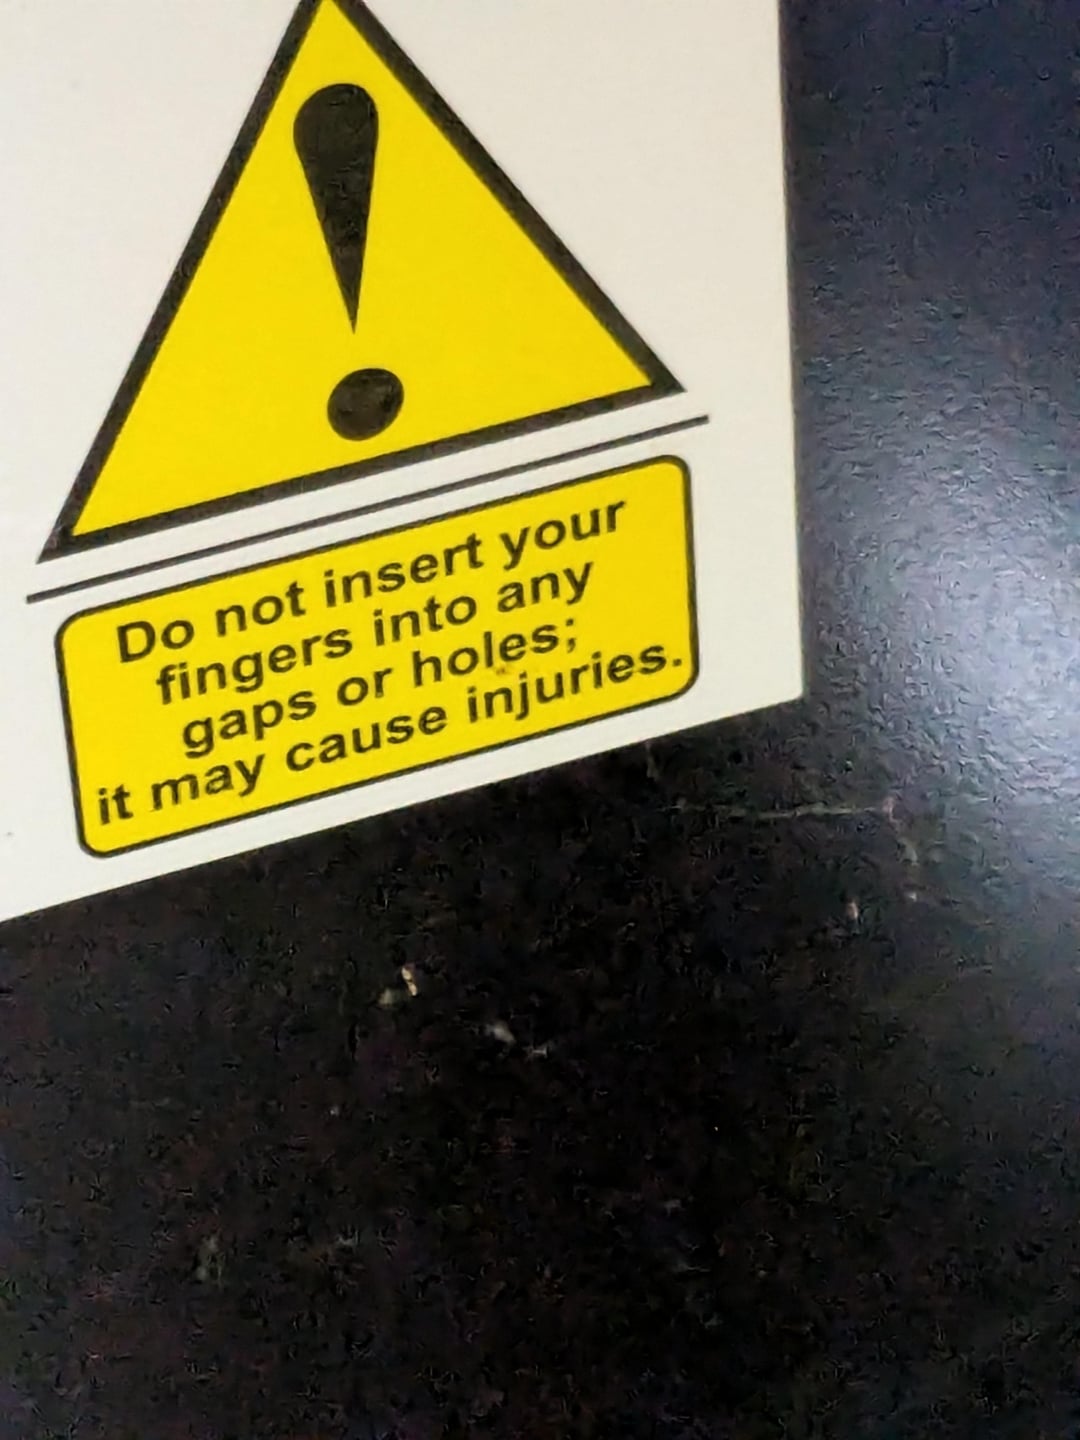 Do not insert your
fingers into any
gaps or holes;
it may cause injuries.